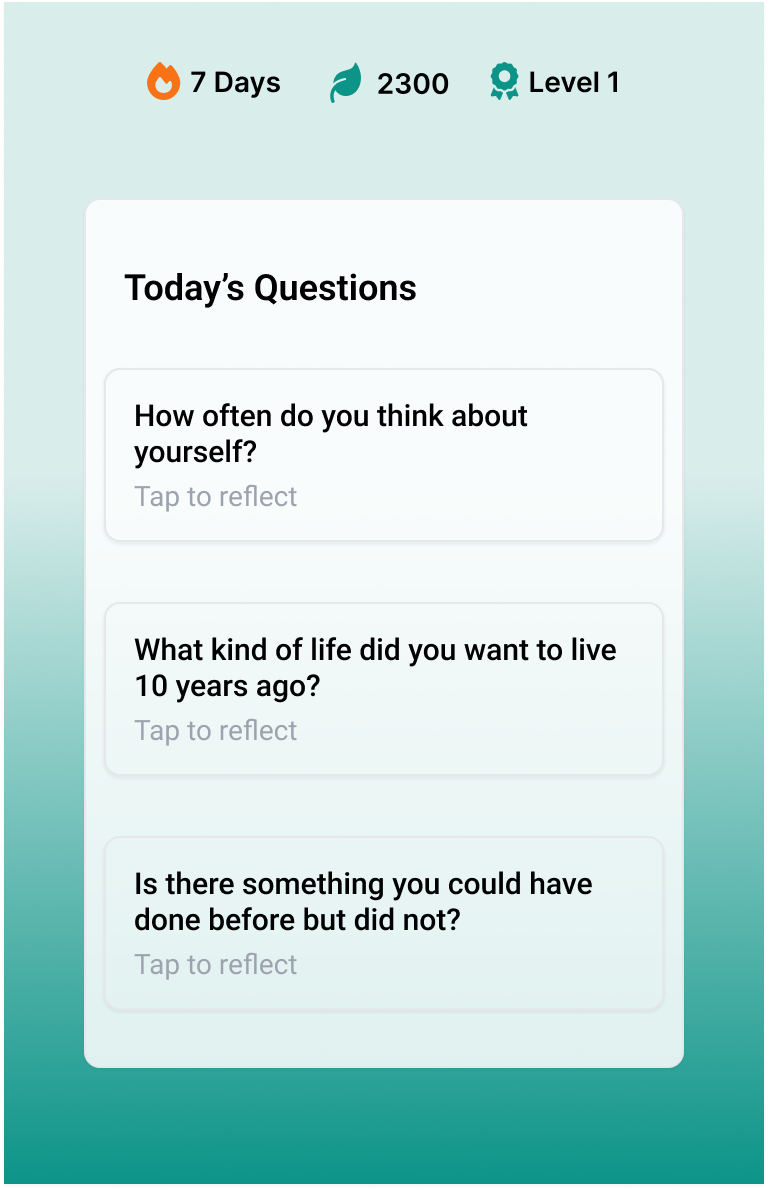 7 Days 2300 Level 1
Today’s Questions
How often do you think about
yourself?
Tap to reflect
What kind of life did you want to live
10 years ago?
Tap to reflect
Is there something you could have
done before but did not?
Tap to reflect